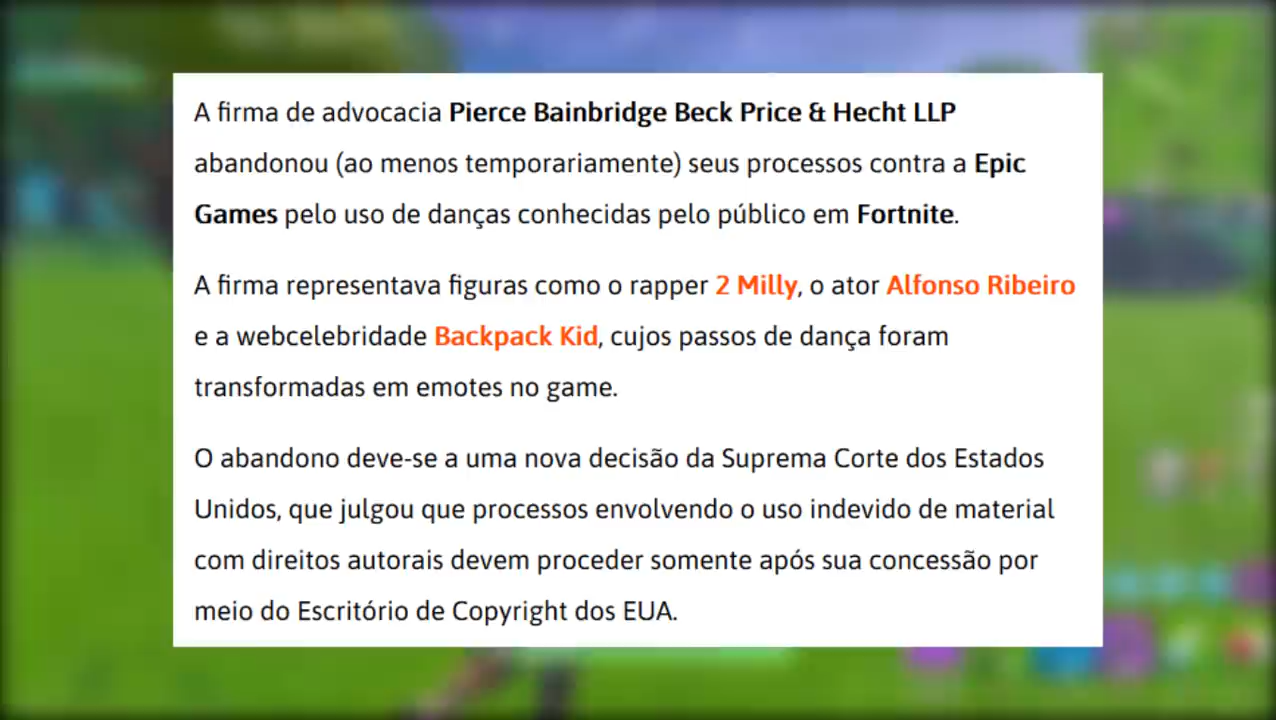 A firma de advocacia Pierce Bainbridge Beck Price & Hecht LLP
abandonou (ao menos temporariamente) seus processos contra a Epic
Games pelo uso de danças conhecidas pelo público em Fortnite.
A firma representava figuras como o rapper 2 Milly, o ator Alfonso Ribeiro
e a webcelebridade Backpack Kid, cujos passos de dança foram
transformadas em emotes no game.
O abandono deve-se a uma nova decisão da Suprema Corte dos Estados
Unidos, que julgou que processos envolvendo o uso indevido de material
com direitos autorais devem proceder somente após sua concessão por
meio do Escritório de Copyright dos EUA.